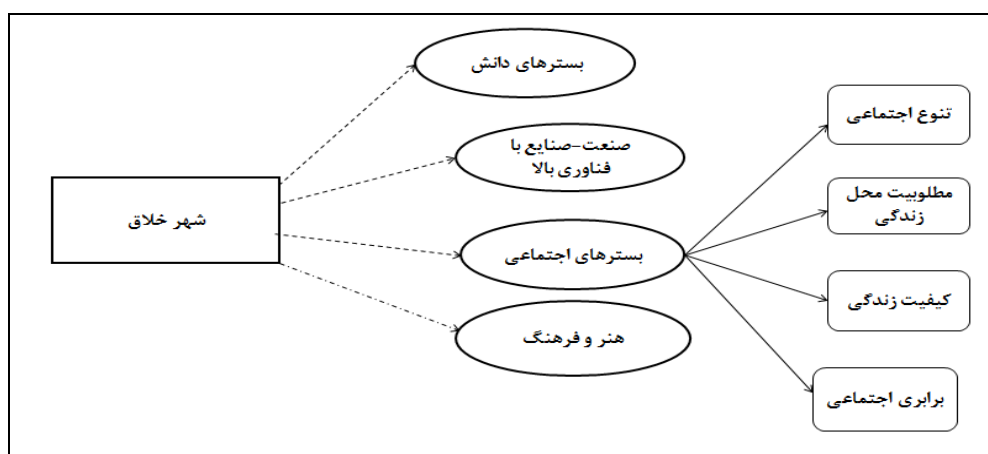 بسترهای دانش
صنعت-صنایع با
فناوری بالا
شهر خلاق
بسترهای اجتماعی
هنر و فرهنگ
تنوع اجتماعی
مطلوبیت محل
زندگی
کیفیت زندگی
برابری اجتماعی